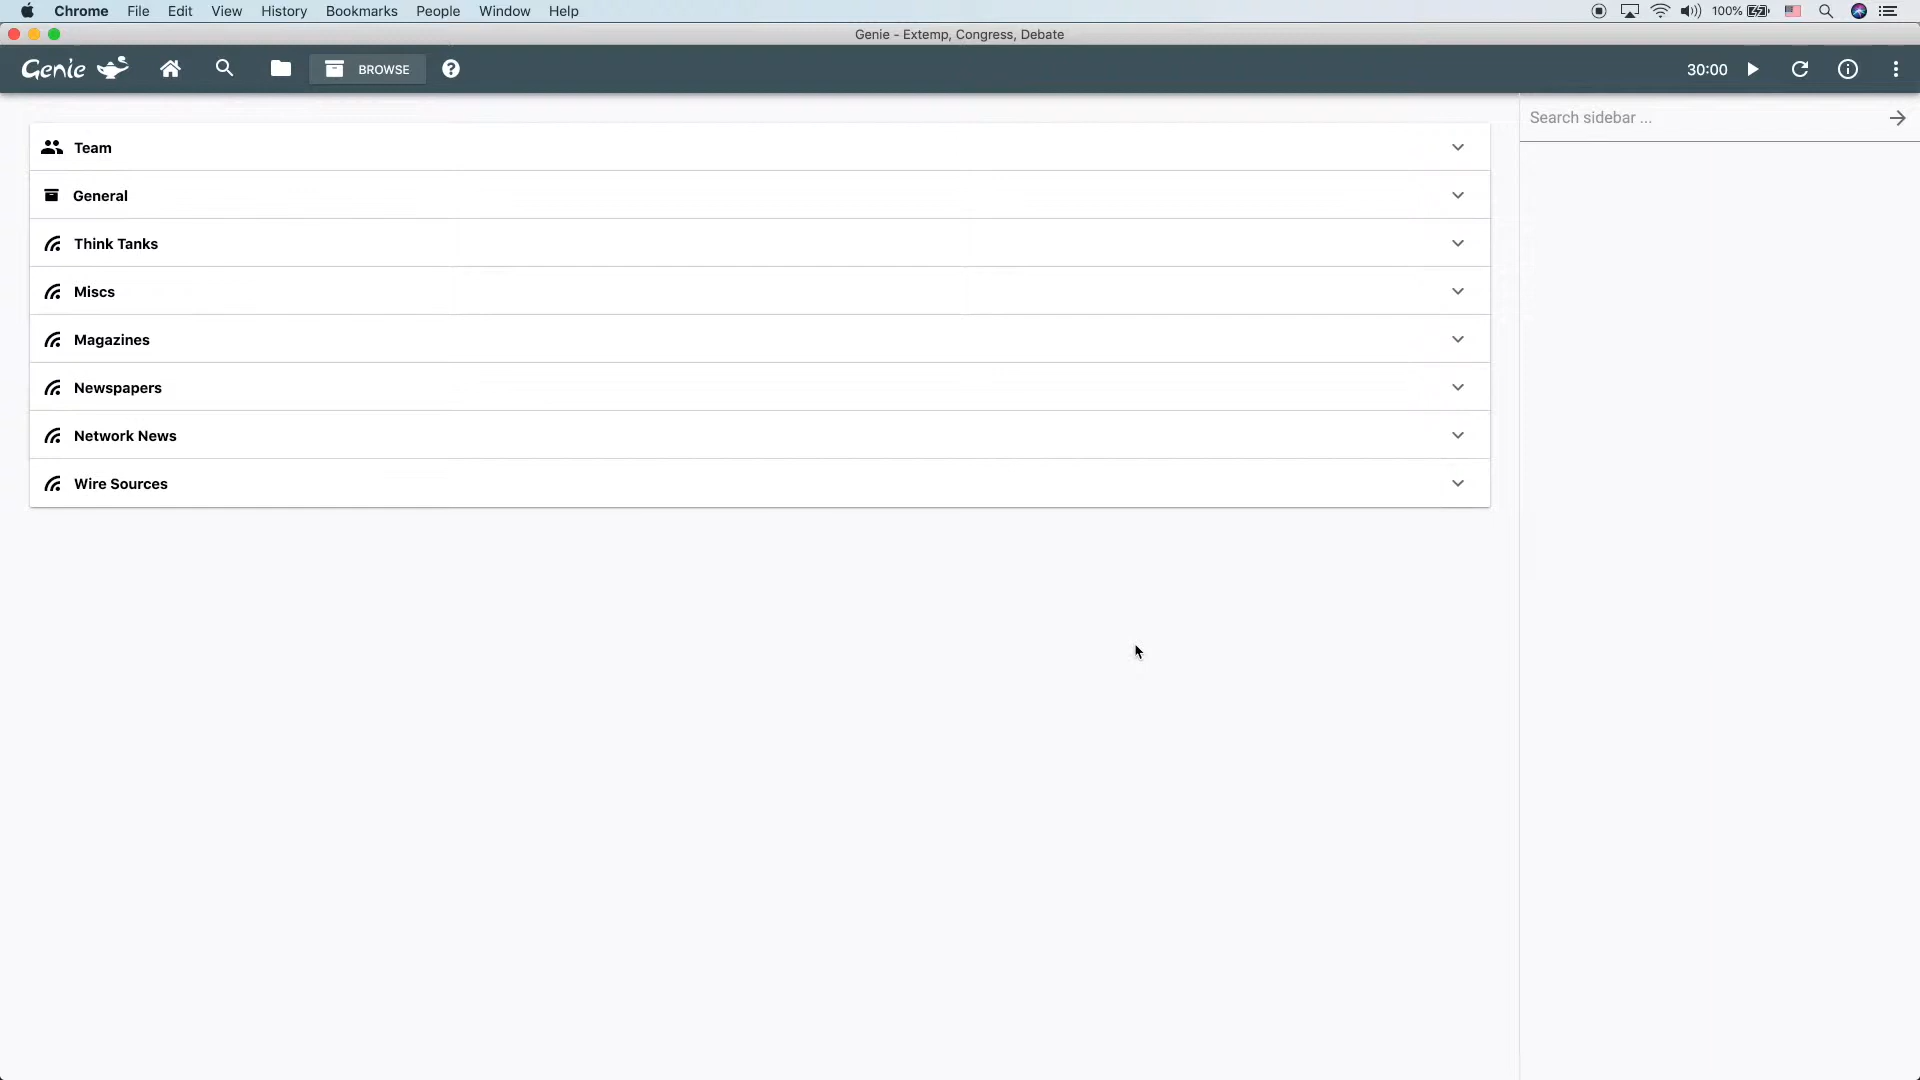 Chrome File Edit View History Bookmarks People Window Help 100%
Genie - Extemp, Congress, Debate
Genie BROWSE 30:00
Search sidebar ...
Team
General
Think Tanks
Miscs
Magazines
Newspapers
Network News
Wire Sources